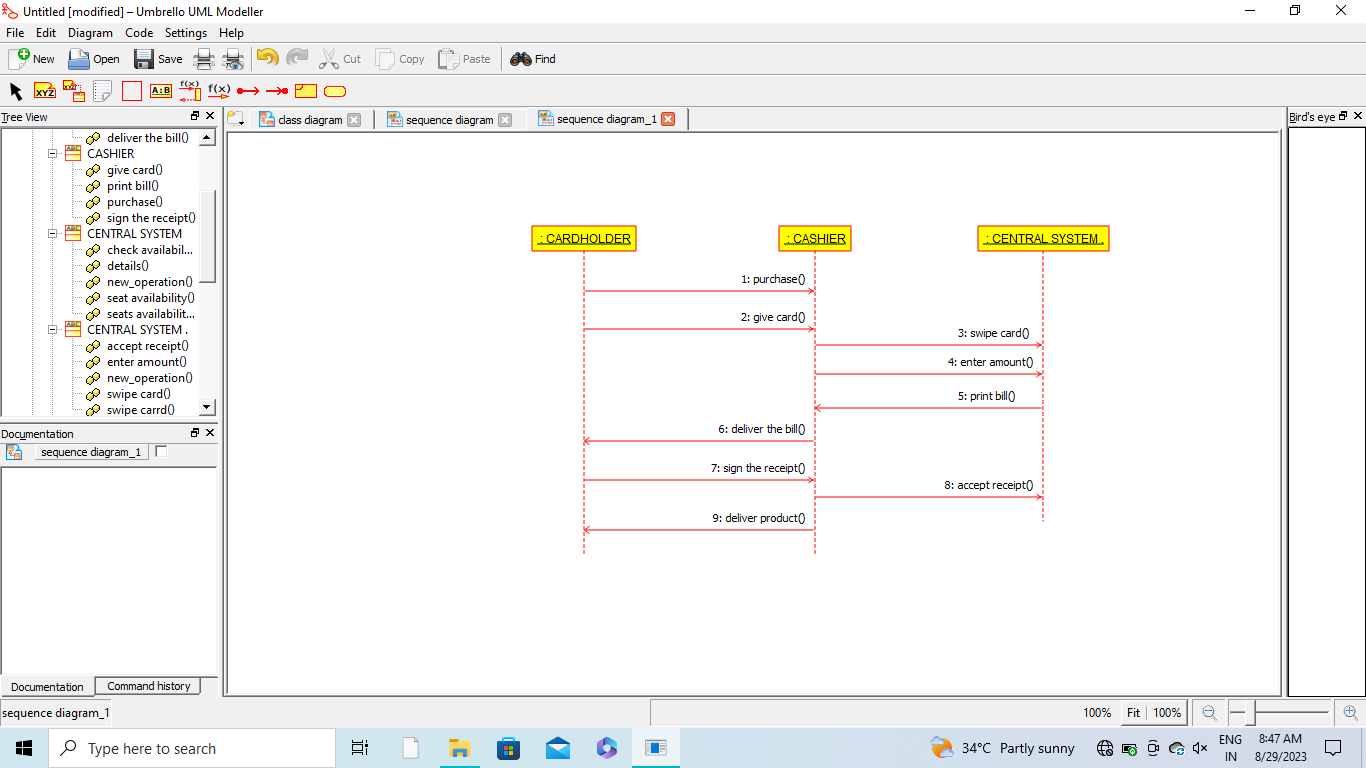 Untitled [modified] – Umbrello UML Modeller
File Edit Diagram Code Settings Help
New Open Save Cut Copy Paste Find
XYZ XYZ A:B f(x) f(x)
Tree View
class diagram
sequence diagram
sequence diagram_1
Bird's eye
deliver the bill()
CASHIER
give card()
print bill()
purchase()
sign the receipt()
CENTRAL SYSTEM
check availabil...
details()
new_operation()
seat availability()
seats availabilit...
CENTRAL SYSTEM .
accept receipt()
enter amount()
new_operation()
swipe card()
swipe carrd()
: CARDHOLDER
: CASHIER
: CENTRAL SYSTEM .
1: purchase()
2: give card()
3: swipe card()
4: enter amount()
5: print bill()
6: deliver the bill()
7: sign the receipt()
8: accept receipt()
9: deliver product()
Documentation
sequence diagram_1
Documentation Command history
sequence diagram_1
100% Fit 100%
Type here to search
34°C Partly sunny
ENG
IN
8:47 AM
8/29/2023